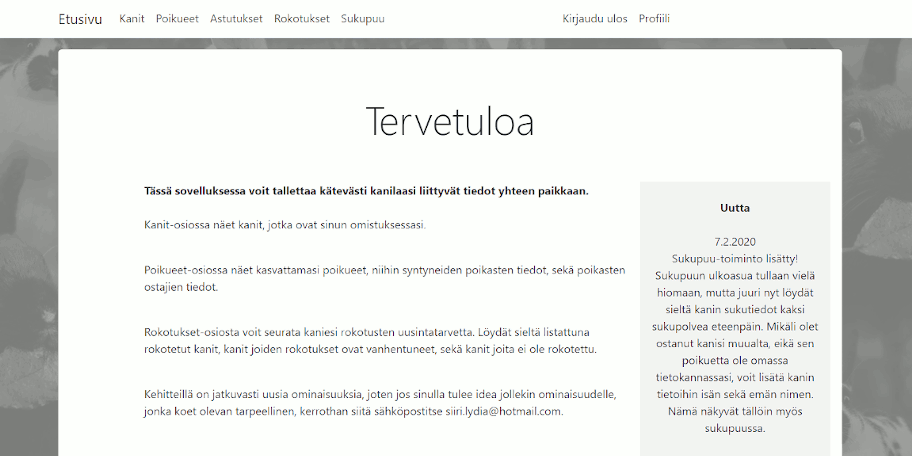 Etusivu Kanit Poikueet Astutukset Rokotukset Sukupuu Kirjaudu ulos Profiili
Tervetuloa
Tässä sovelluksessa voit tallettaa kätevästi kanilaasi liittyvät tiedot yhteen paikkaan.
Kanit-osiossa näet kanit, jotka ovat sinun omistuksessasi.
Poikueet-osiossa näet kasvattamasi poikueet, niihin syntyneiden poikasten tiedot, sekä poikasten
ostajien tiedot.
Rokotukset-osiosta voit seurata kaniesi rokotusten uusintatarvetta. Löydät sieltä listattuna
rokotetut kanit, kanit joiden rokotukset ovat vanhentuneet, sekä kanit joita ei ole rokotettu.
Kehitteillä on jatkuvasti uusia ominaisuuksia, joten jos sinulla tulee idea jollekin ominaisuudelle,
jonka koet olevan tarpeellinen, kerrothan siitä sähköpostitse siiri.lydia@hotmail.com.
Uutta
7.2.2020
Sukupuu-toiminto lisätty!
Sukupuun ulkoasua tullaan vielä
hiomaan, mutta juuri nyt löydät
sieltä kanin sukutiedot kaksi
sukupolvea eteenpäin. Mikäli olet
ostanut kanisi muualta, eikä sen
poikuetta ole omassa
tietokannassasi, voit lisätä kanin
tietoihin isän sekä emän nimen.
Nämä näkyvät tällöin myös
sukupuussa.